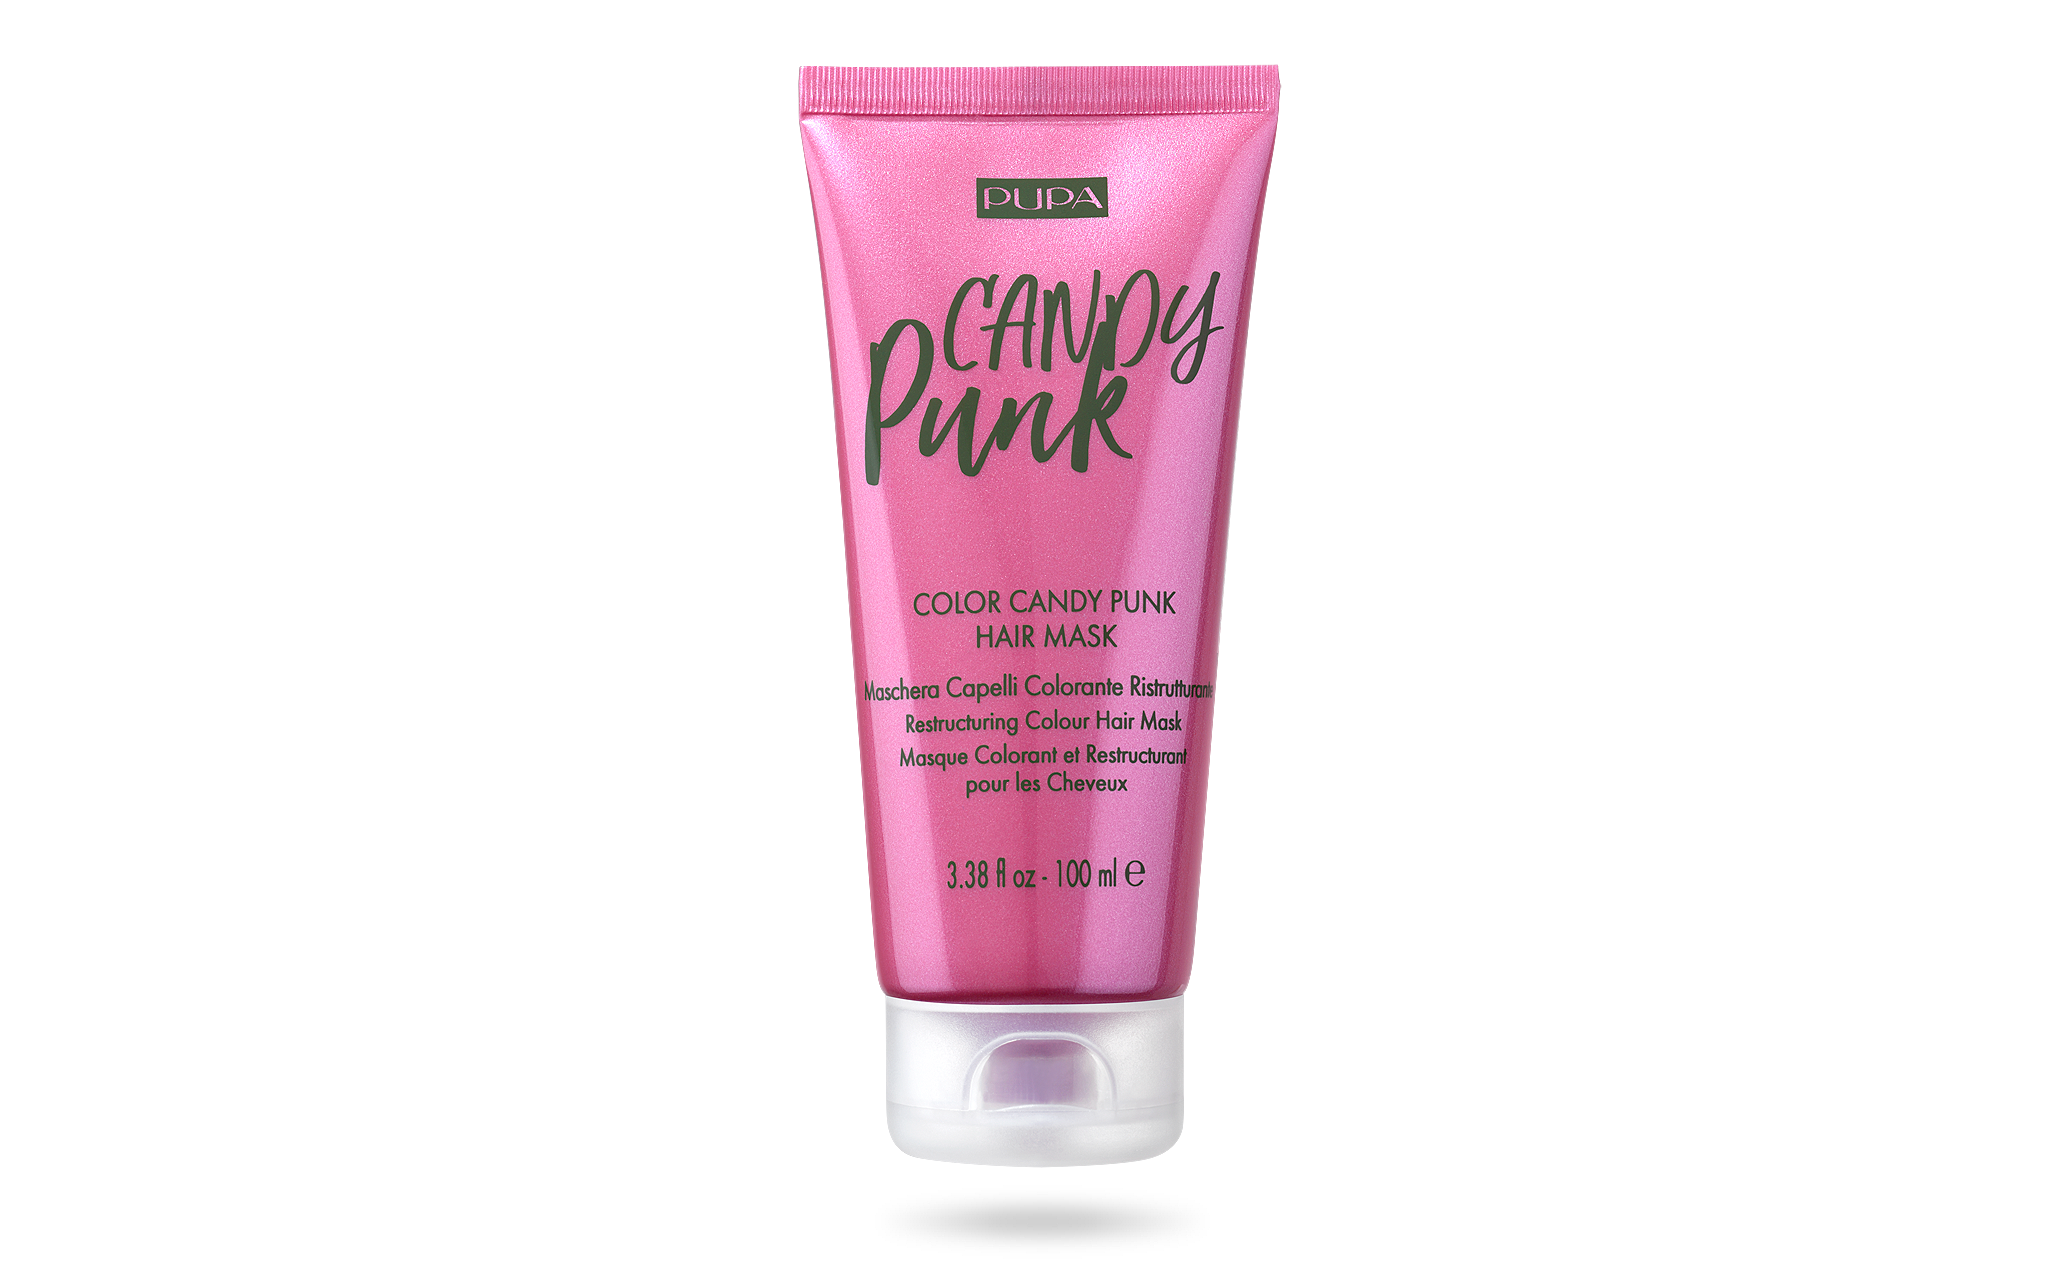 PUPA
CANDY
Punk
COLOR CANDY PUNK
HAIR MASK
Maschera Capelli Colorante Ristrutturante
Restructuring Colour Hair Mask
Masque Colorant et Restructurant
pour les Cheveux
3.38 fl oz - 100 ml ℮